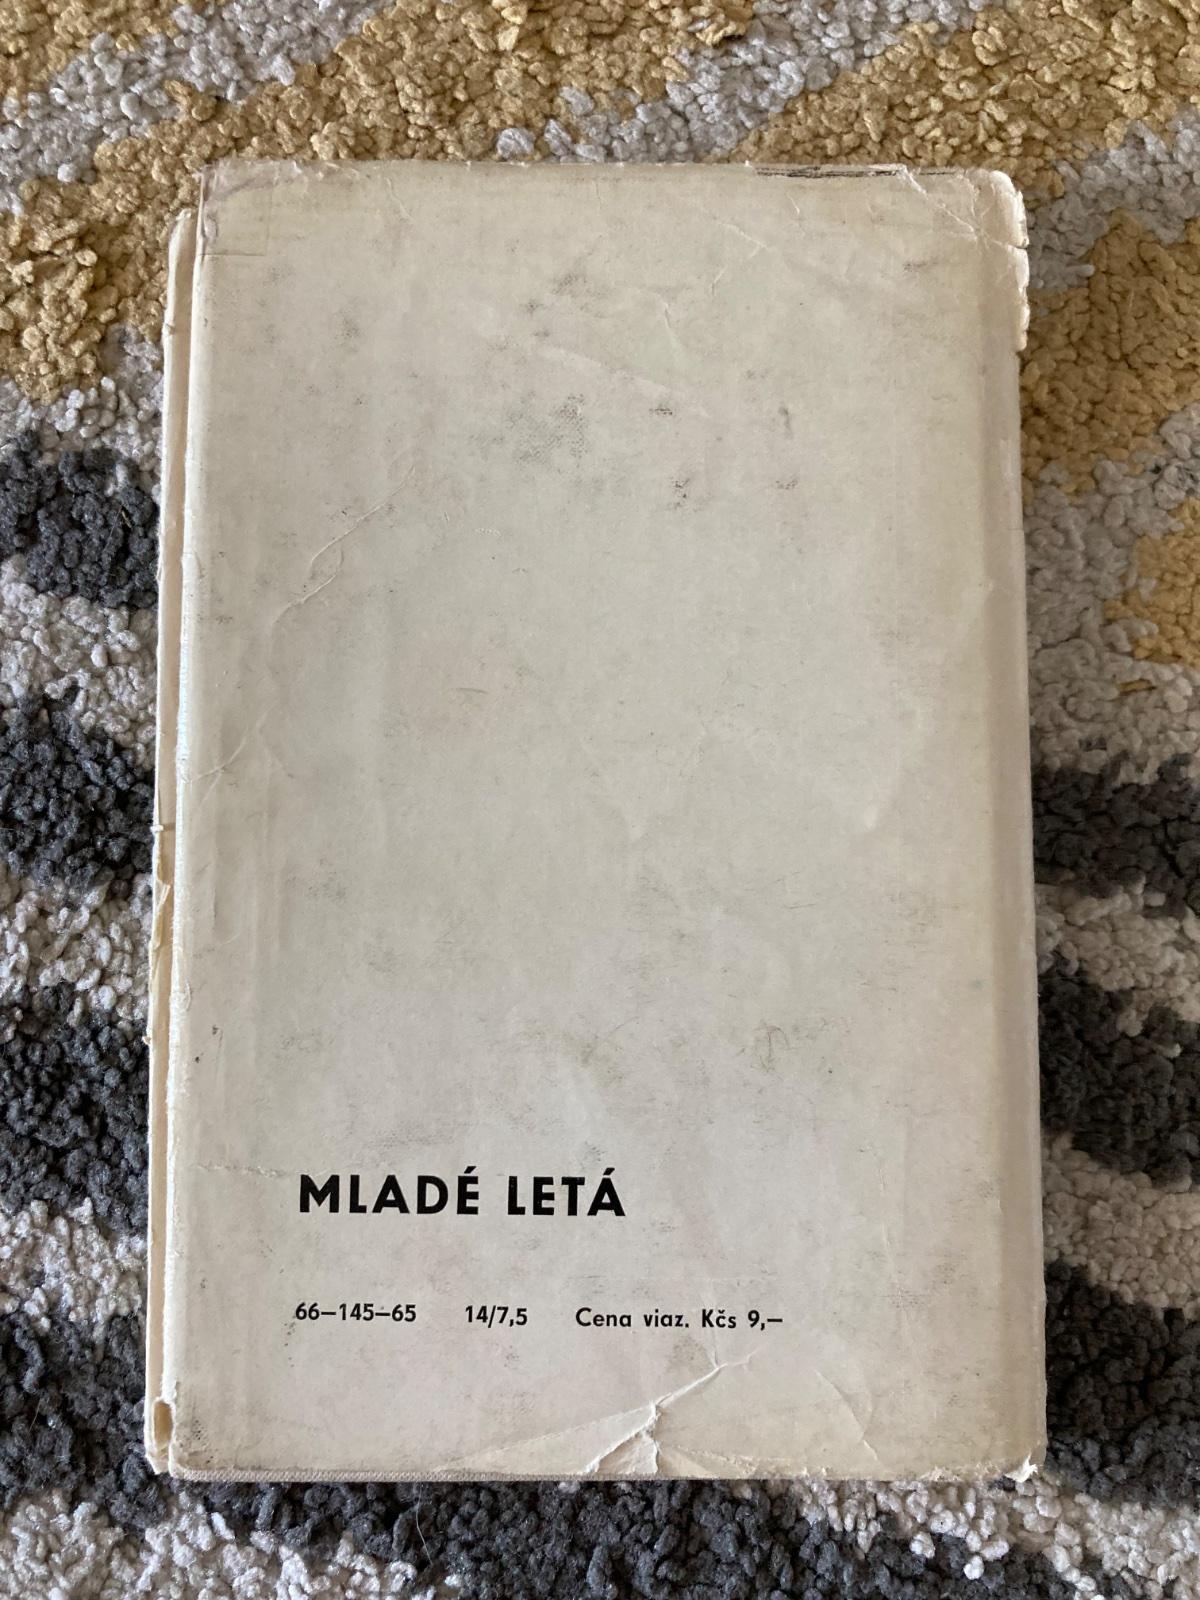 MLADÉ LETÁ
66—145—65 14/7,5 Cena viaz. Kčs 9,—